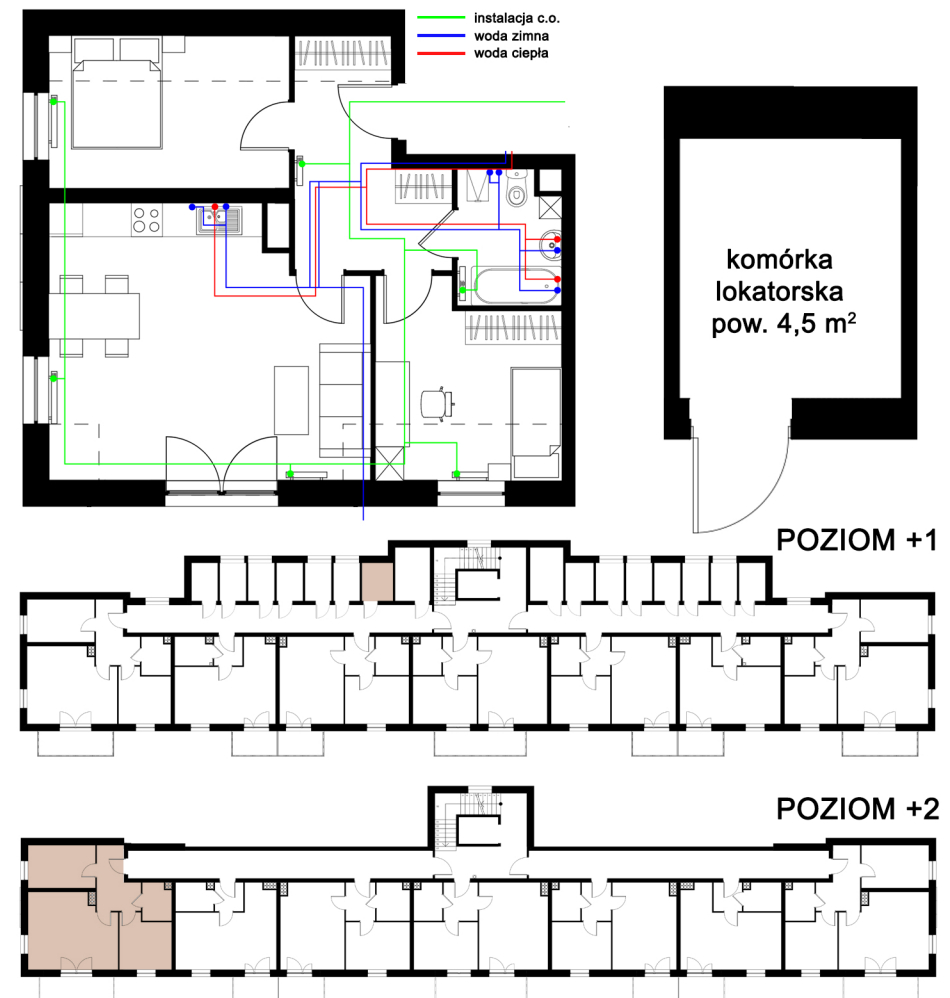 instalacja c.o.
woda zimna
woda ciepła
komórka
lokatorska
pow. 4,5 m²
POZIOM +1
POZIOM +2